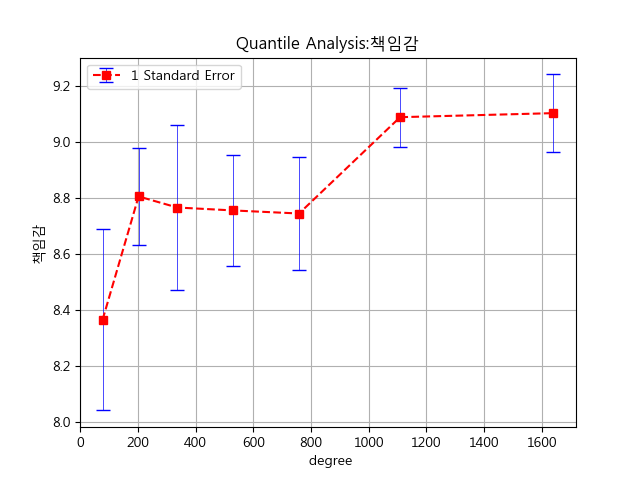 Quantile Analysis:책임감
1 Standard Error
9.2
9.0
8.8
8.6
8.4
8.2
8.0
책임감
0 200 400 600 800 1000 1200 1400 1600
degree